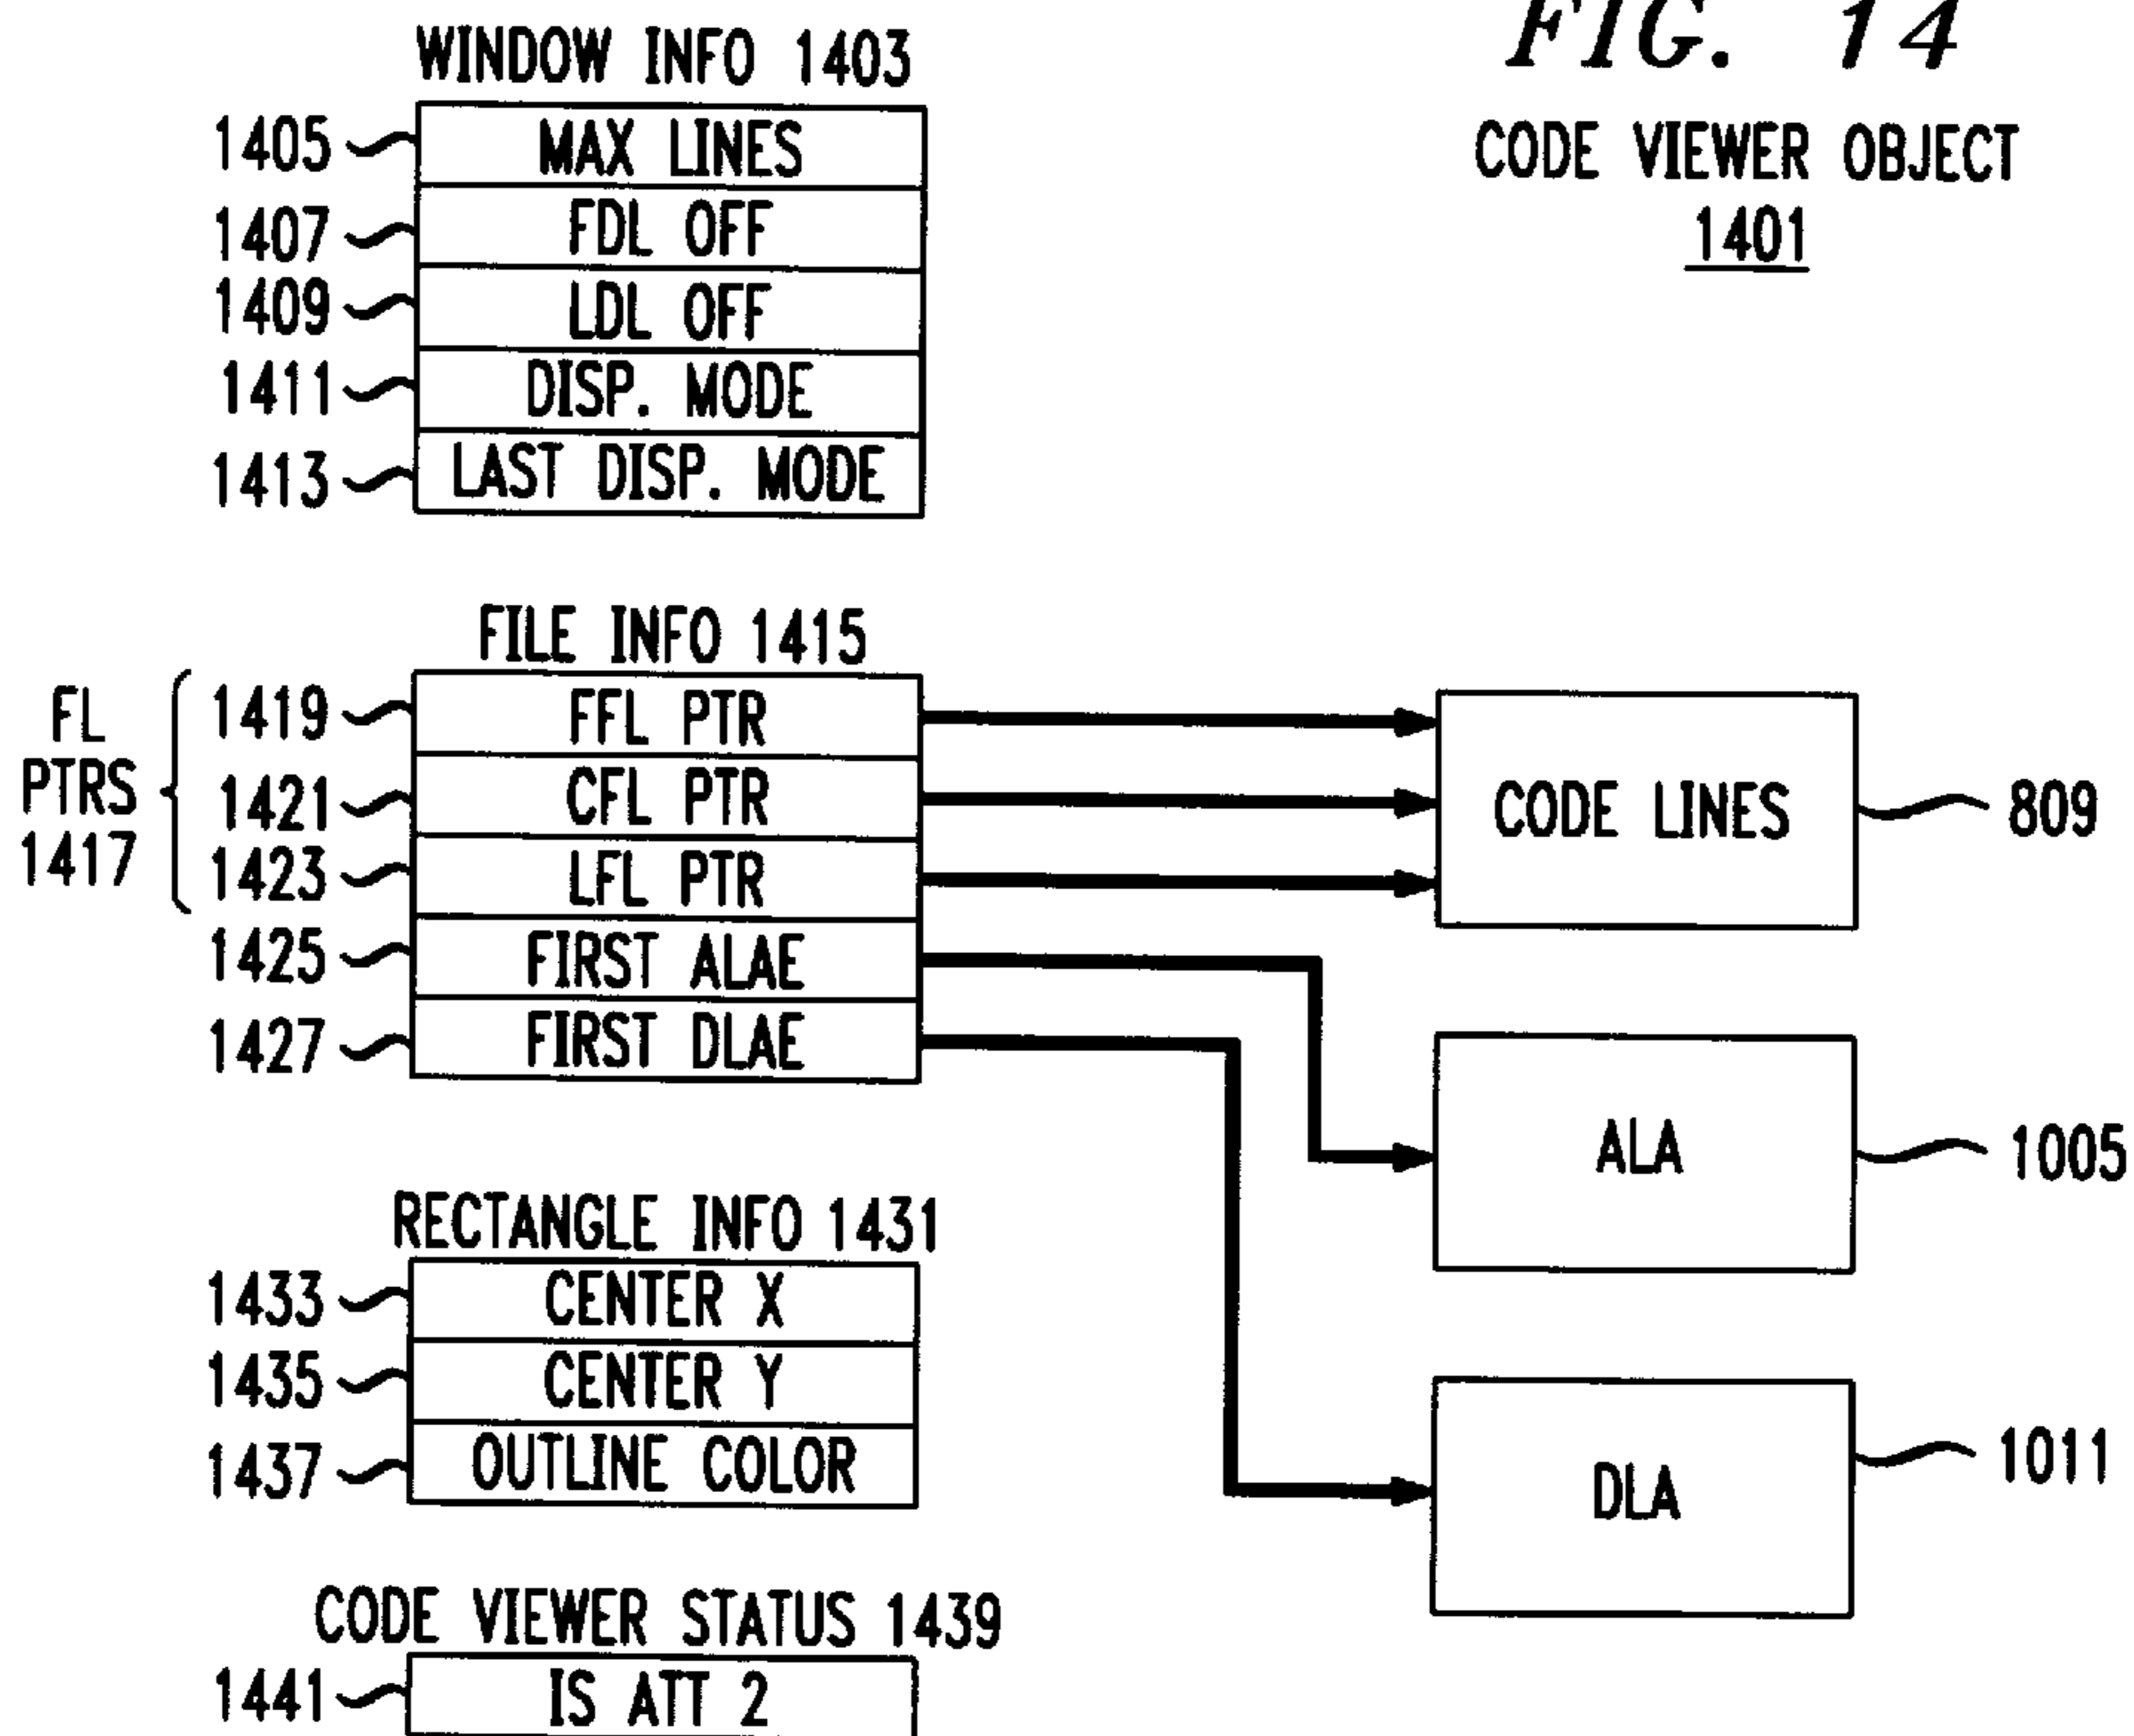 FIG. 14
CODE VIEWER OBJECT
1401
WINDOW INFO 1403
1405 MAX LINES
1407 FDL OFF
1409 LDL OFF
1411 DISP. MODE
1413 LAST DISP. MODE
FILE INFO 1415
FL
PTRS
1417
1419 FFL PTR
1421 CFL PTR
1423 LFL PTR
1425 FIRST ALAE
1427 FIRST DLAE
CODE LINES 809
ALA 1005
DLA 1011
RECTANGLE INFO 1431
1433 CENTER X
1435 CENTER Y
1437 OUTLINE COLOR
CODE VIEWER STATUS 1439
1441 IS ATT 2